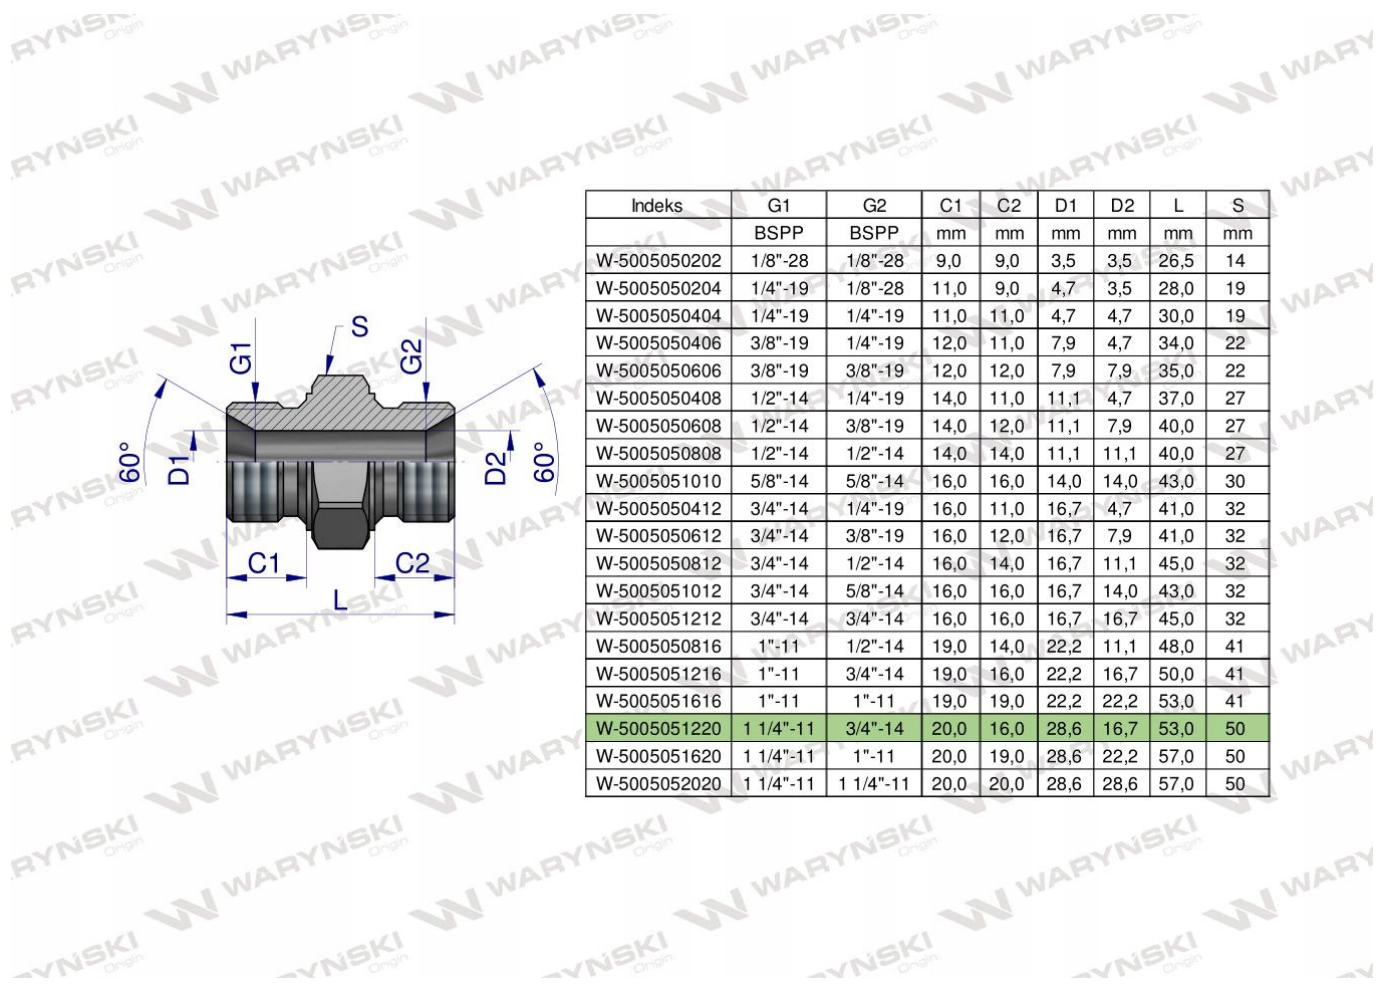 Indeks G1 G2 C1 C2 D1 D2 L S
BSPP BSPP mm mm mm mm mm mm
W-5005050202 1/8"-28 1/8"-28 9,0 9,0 3,5 3,5 26,5 14
W-5005050204 1/4"-19 1/8"-28 11,0 9,0 4,7 3,5 28,0 19
W-5005050404 1/4"-19 1/4"-19 11,0 11,0 4,7 4,7 30,0 19
W-5005050406 3/8"-19 1/4"-19 12,0 11,0 7,9 4,7 34,0 22
W-5005050606 3/8"-19 3/8"-19 12,0 12,0 7,9 7,9 35,0 22
W-5005050408 1/2"-14 1/4"-19 14,0 11,0 11,1 4,7 37,0 27
W-5005050608 1/2"-14 3/8"-19 14,0 12,0 11,1 7,9 40,0 27
W-5005050808 1/2"-14 1/2"-14 14,0 14,0 11,1 11,1 40,0 27
W-5005051010 5/8"-14 5/8"-14 16,0 16,0 14,0 14,0 43,0 30
W-5005050412 3/4"-14 1/4"-19 16,0 11,0 16,7 4,7 41,0 32
W-5005050612 3/4"-14 3/8"-19 16,0 12,0 16,7 7,9 41,0 32
W-5005050812 3/4"-14 1/2"-14 16,0 14,0 16,7 11,1 45,0 32
W-5005051012 3/4"-14 5/8"-14 16,0 16,0 16,7 14,0 43,0 32
W-5005051212 3/4"-14 3/4"-14 16,0 16,0 16,7 16,7 45,0 32
W-5005050816 1"-11 1/2"-14 19,0 14,0 22,2 11,1 48,0 41
W-5005051216 1"-11 3/4"-14 19,0 16,0 22,2 16,7 50,0 41
W-5005051616 1"-11 1"-11 19,0 19,0 22,2 22,2 53,0 41
W-5005051220 1 1/4"-11 3/4"-14 20,0 16,0 28,6 16,7 53,0 50
W-5005051620 1 1/4"-11 1"-11 20,0 19,0 28,6 22,2 57,0 50
W-5005052020 1 1/4"-11 1 1/4"-11 20,0 20,0 28,6 28,6 57,0 50
S
G1
G2
60°
D1
D2
60°
C1
C2
L
WARYŃSKI
Origin